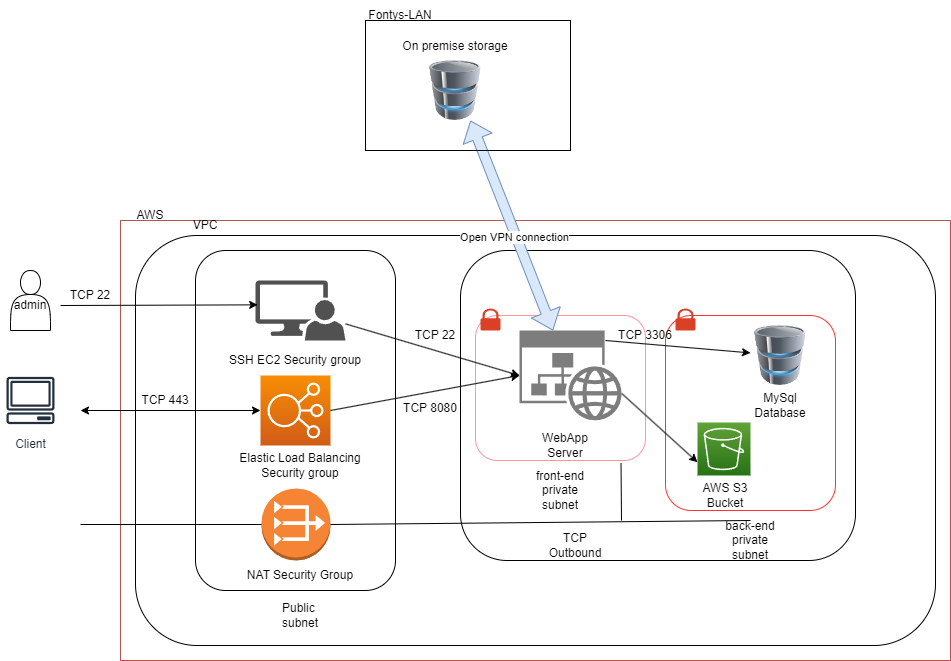 Fontys-LAN
On premise storage
AWS
VPC
Open VPN connection
admin
TCP 22
SSH EC2 Security group
TCP 22
TCP 3306
MySql
Database
TCP 443
Client
Elastic Load Balancing
Security group
TCP 8080
WebApp
Server
front-end
private
subnet
AWS S3
Bucket
back-end
private
subnet
TCP
Outbound
NAT Security Group
Public
subnet